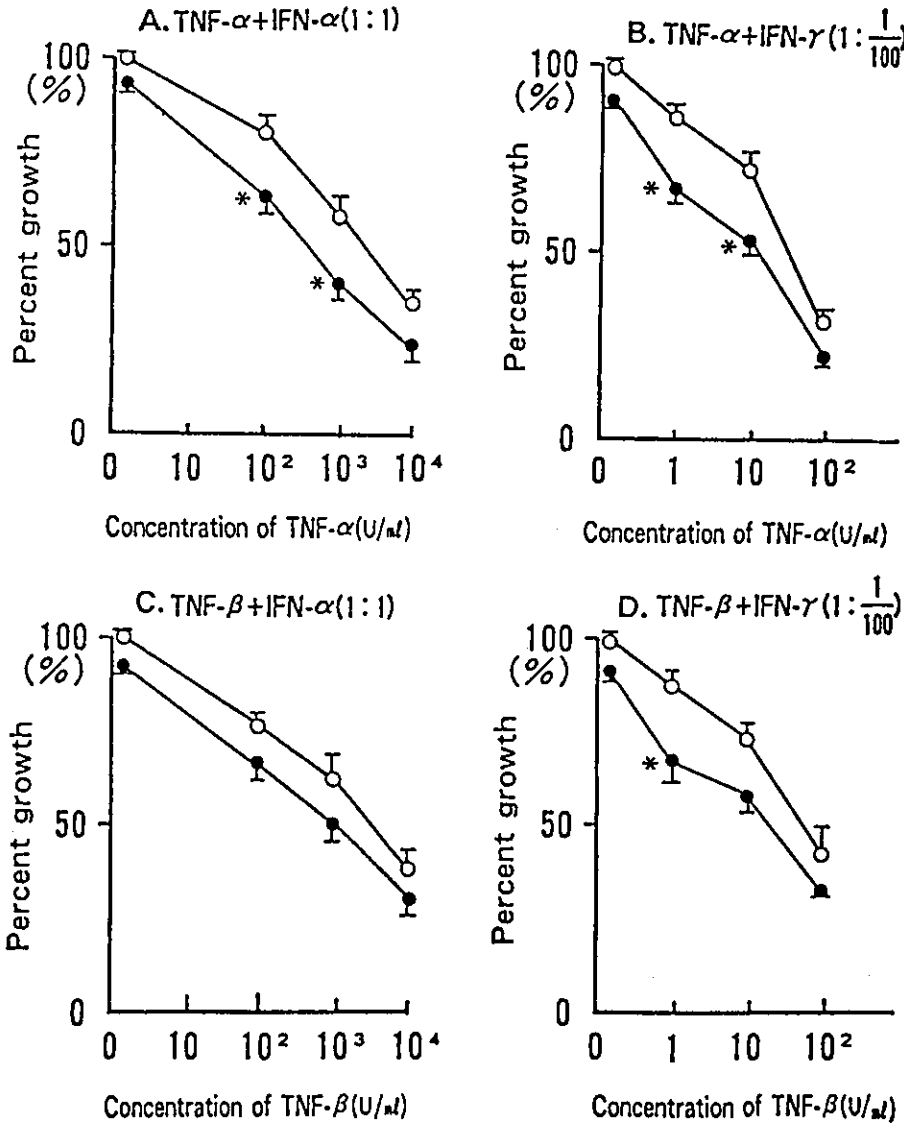 A. TNF-α+IFN-α(1:1)
100
(%)
50
0
Percent growth
*
*
0 10 10² 10³ 10⁴
Concentration of TNF-α(U/ml)
B. TNF-α+IFN-γ(1:1/100)
100
(%)
50
0
Percent growth
*
*
0 1 10 10²
Concentration of TNF-α(U/ml)
C. TNF-β+IFN-α(1:1)
100
(%)
50
0
Percent growth
0 10 10² 10³ 10⁴
Concentration of TNF-β(U/ml)
D. TNF-β+IFN-γ(1:1/100)
100
(%)
50
0
Percent growth
*
0 1 10 10²
Concentration of TNF-β(U/ml)